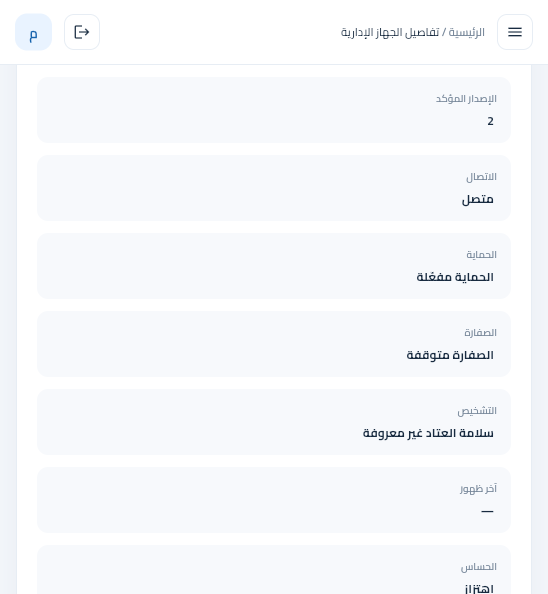 الرئيسية / تفاصيل الجهاز الإدارية
م
الإصدار المؤكد
2
الاتصال
متصل
الحماية
الحماية مفعّلة
الصفارة
الصفارة متوقفة
التشخيص
سلامة العتاد غير معروفة
آخر ظهور
—
الحساس
اهتزاز